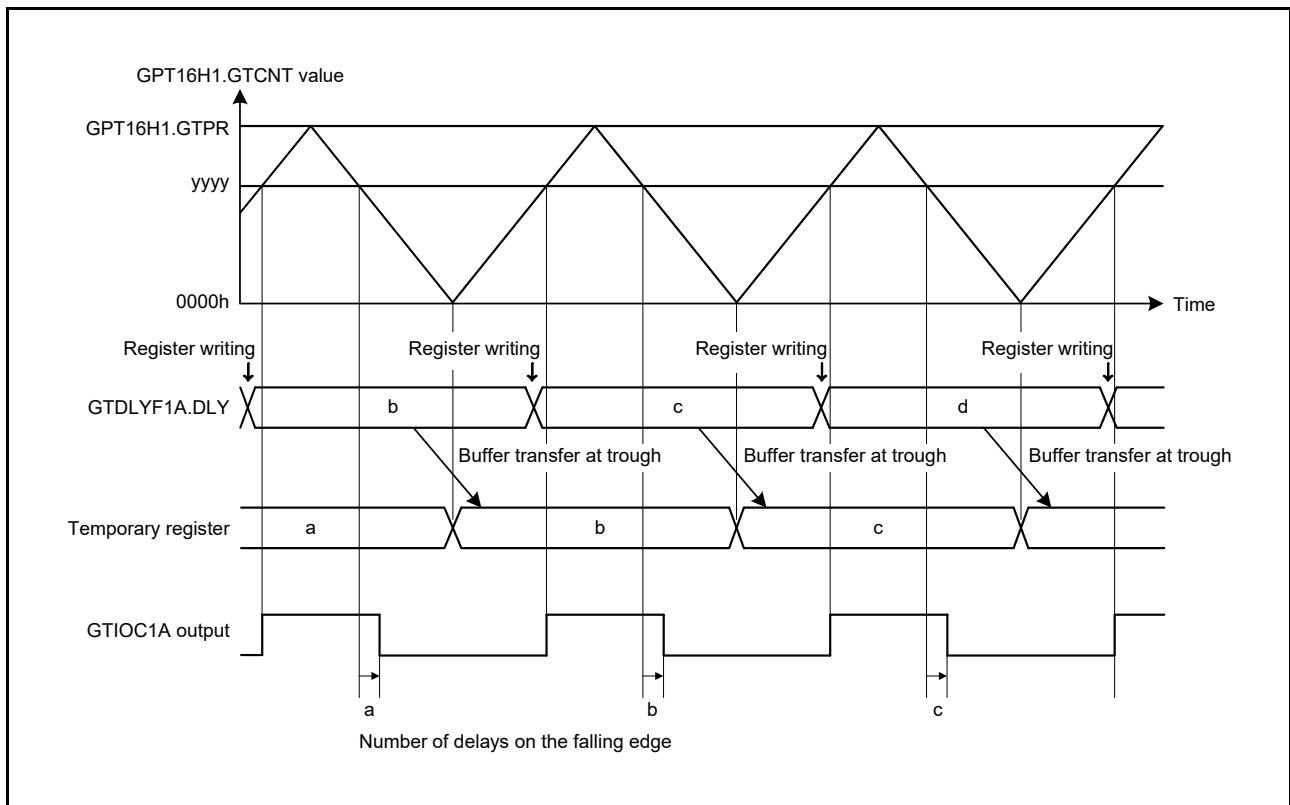 GPT16H1.GTCNT value
GPT16H1.GTPR
yyyy
0000h
Time
Register writing
Register writing
Register writing
Register writing
GTDLYF1A.DLY
b
c
d
Buffer transfer at trough
Buffer transfer at trough
Buffer transfer at trough
Temporary register
a
b
c
GTIOC1A output
a
b
c
Number of delays on the falling edge